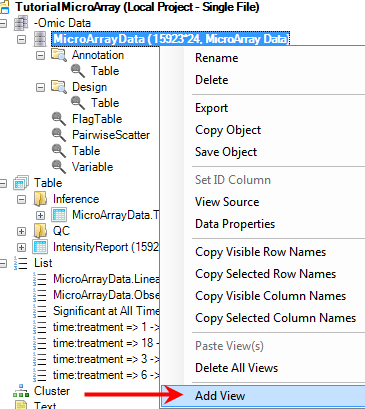 TutorialMicroArray (Local Project - Single File)
-Omic Data
MicroArrayData (15923*24, MicroArray Data)
Annotation
Table
Design
Table
FlagTable
PairwiseScatter
Table
Variable
Table
Inference
MicroArrayData.T
QC
IntensityReport (1592
List
MicroArrayData.Linea
MicroArrayData.Obse
Significant at All Time
time:treatment => 1 -
time:treatment => 18 -
time:treatment => 3 -
time:treatment => 6 -
Cluster
Text
Rename
Delete
Export
Copy Object
Save Object
Set ID Column
View Source
Data Properties
Copy Visible Row Names
Copy Selected Row Names
Copy Visible Column Names
Copy Selected Column Names
Paste View(s)
Delete All Views
Add View